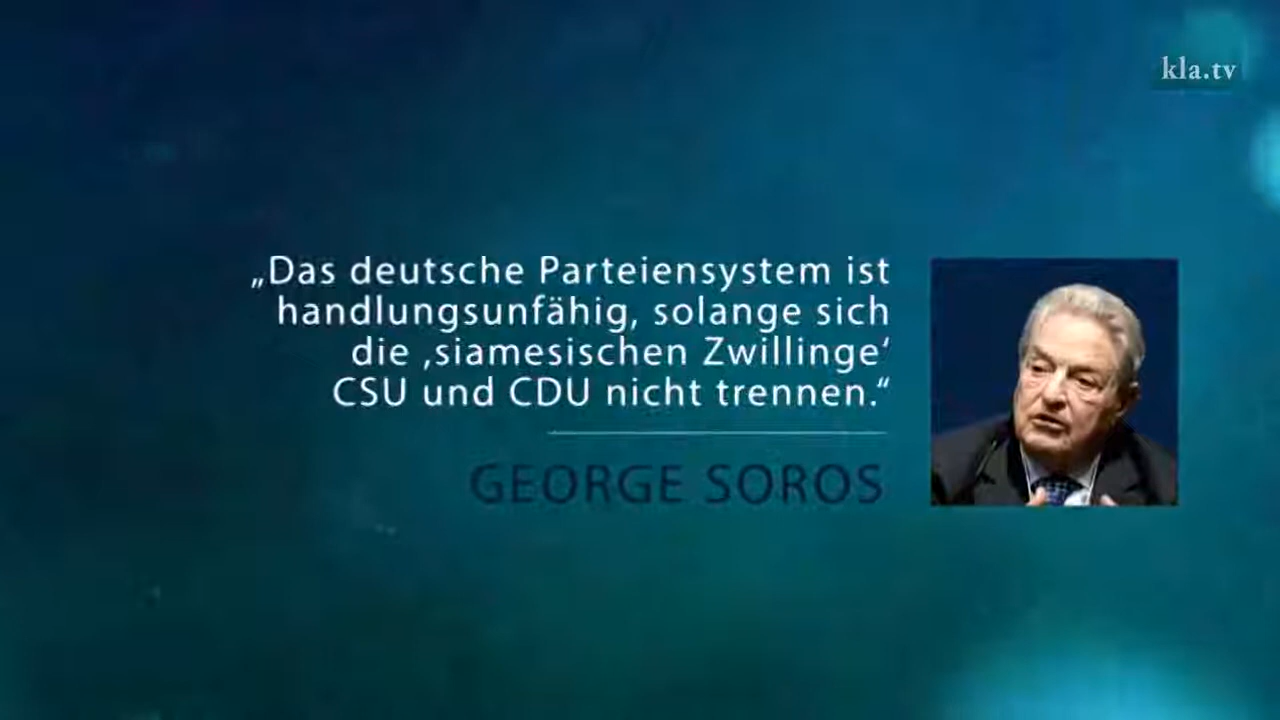 kla.tv
„Das deutsche Parteiensystem ist
handlungsunfähig, solange sich
die ‚siamesischen Zwillinge‘
CSU und CDU nicht trennen.“
GEORGE SOROS